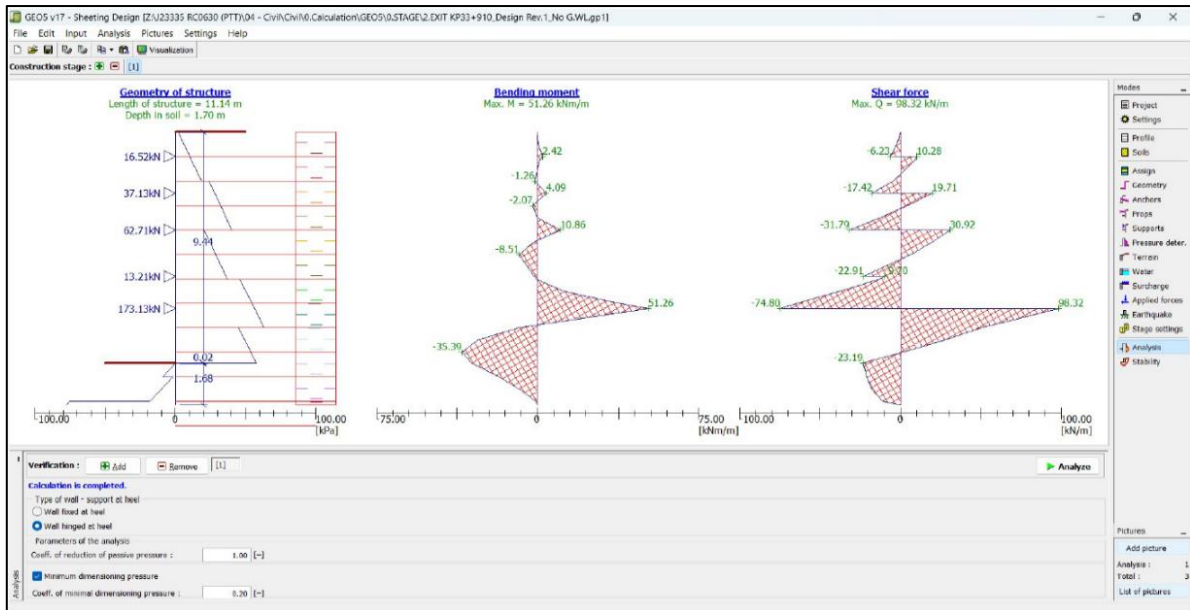 GEO5 v17 - Sheeting Design [Z:\J23335 RC0630 (PTT)\04 - Civil\Civil\0.Calculation\GEO5\0.STAGE\2.EXIT KP33+910_Design Rev.1_No G.WL.gp1]
File Edit Input Analysis Pictures Settings Help
Visualization
Construction stage : [1]
Geometry of structure
Length of structure = 11.14 m
Depth in soil = 1.70 m
16.52kN
37.13kN
62.71kN
9.44
13.21kN
173.13kN
0.02
1.68
100.00 0 100.00
[kPa]
Bending moment
Max. M = 51.26 kNm/m
2.42
-1.26
4.09
-2.07
10.86
-8.51
51.26
-35.39
75.00 0 75.00
[kNm/m]
Shear force
Max. Q = 98.32 kN/m
-6.23 10.28
-17.42 19.71
-31.79 30.92
-22.91
-74.80 98.32
-23.19
100.00 0 100.00
[kN/m]
Modes
Project
Settings
Profile
Soils
Assign
Geometry
Anchors
Props
Supports
Pressure deter.
Terrain
Water
Surcharge
Applied forces
Earthquake
Stage settings
Analysis
Stability
Verification : Add Remove [1] Analyze
Calculation is completed.
Type of wall - support at heel
Wall fixed at heel
Wall hinged at heel
Parameters of the analysis
Coeff. of reduction of passive pressure : 1.00 [-]
Minimum dimensioning pressure
Coeff. of minimal dimensioning pressure : 0.20 [-]
Analysis
Pictures
Add picture
Analysis : 1
Total : 3
List of pictures